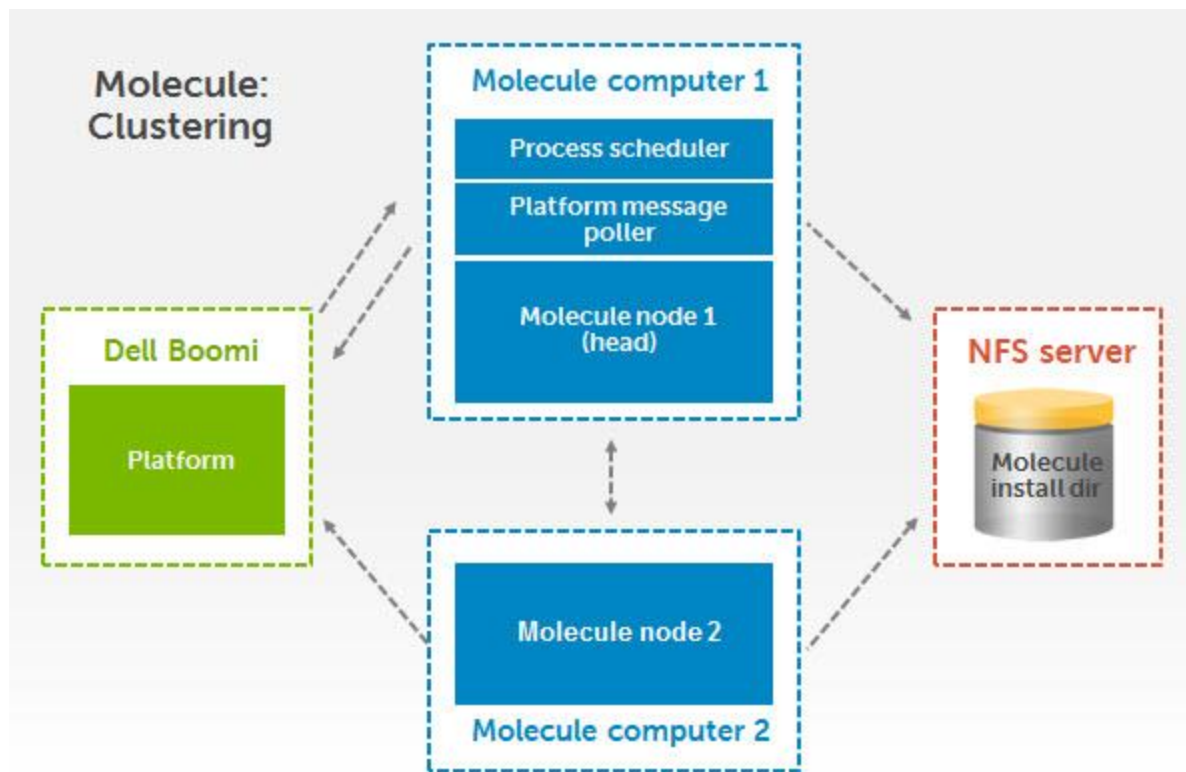 Molecule:
Clustering
Molecule computer 1
Process scheduler
Platform message
poller
Molecule node 1
(head)
Dell Boomi
Platform
NFS server
Molecule
install dir
Molecule node 2
Molecule computer 2